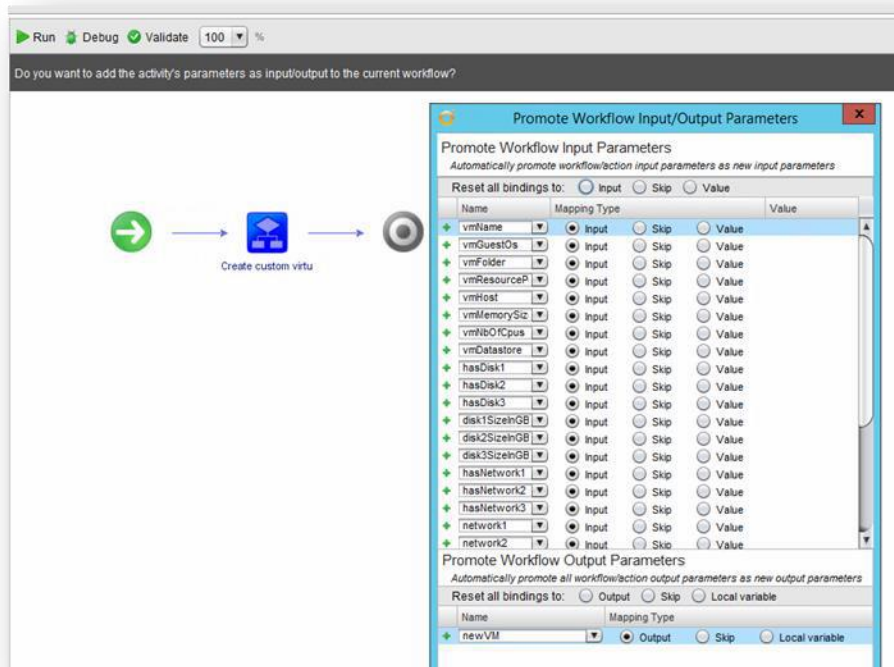 Run Debug Validate 100 %
Do you want to add the activity's parameters as input/output to the current workflow?
Create custom virtu
Promote Workflow Input/Output Parameters x
Promote Workflow Input Parameters
Automatically promote workflow/action input parameters as new input parameters
Reset all bindings to: Input Skip Value
Name Mapping Type Value
vmName Input Skip Value
vmGuestOs Input Skip Value
vmFolder Input Skip Value
vmResourceP Input Skip Value
vmHost Input Skip Value
vmMemorySiz Input Skip Value
vmNbOfCpus Input Skip Value
vmDatastore Input Skip Value
hasDisk1 Input Skip Value
hasDisk2 Input Skip Value
hasDisk3 Input Skip Value
disk1SizeInGB Input Skip Value
disk2SizeInGB Input Skip Value
disk3SizeInGB Input Skip Value
hasNetwork1 Input Skip Value
hasNetwork2 Input Skip Value
hasNetwork3 Input Skip Value
network1 Input Skip Value
network2 Input Skip Value
Promote Workflow Output Parameters
Automatically promote all workflow/action output parameters as new output parameters
Reset all bindings to: Output Skip Local variable
Name Mapping Type
newVM Output Skip Local variable